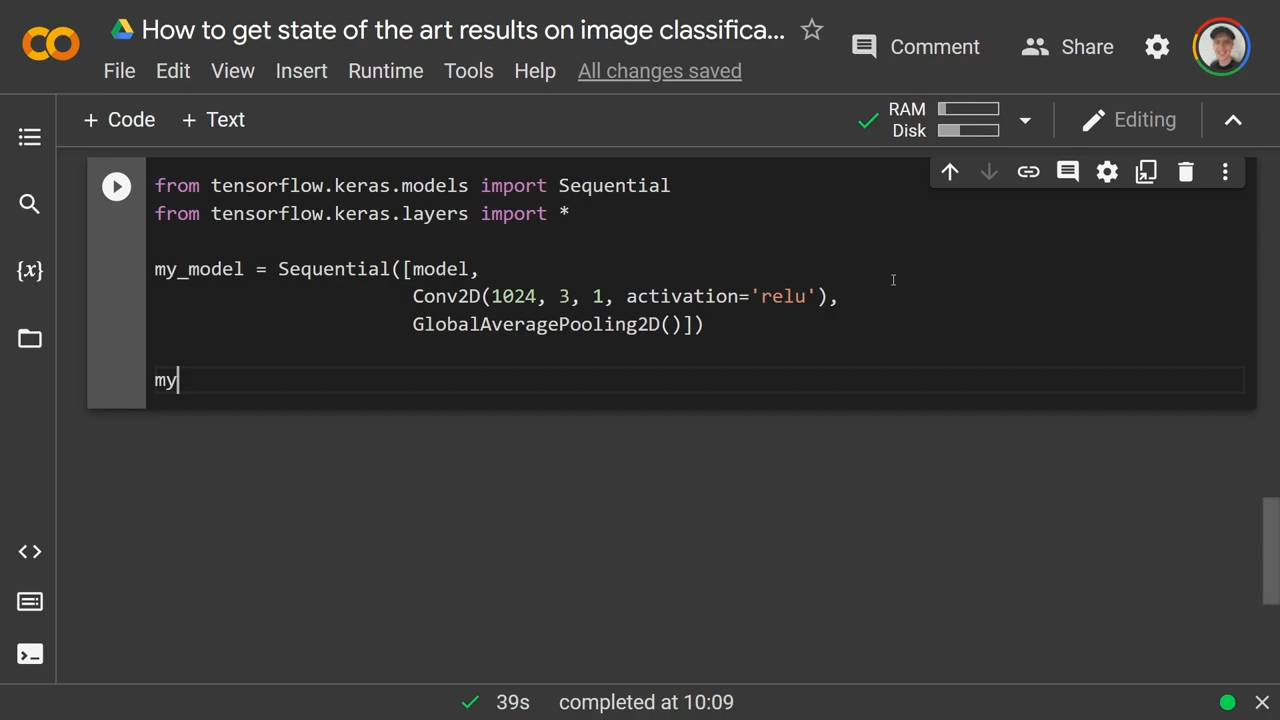 How to get state of the art results on image classifica...
Comment
Share
File Edit View Insert Runtime Tools Help All changes saved
+ Code + Text
RAM
Disk
Editing
from tensorflow.keras.models import Sequential
from tensorflow.keras.layers import *
my_model = Sequential([model,
Conv2D(1024, 3, 1, activation='relu'),
GlobalAveragePooling2D()])
my
39s completed at 10:09